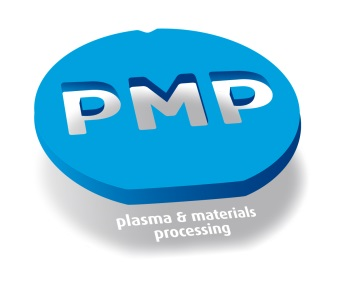 PMP
plasma & materials
processing